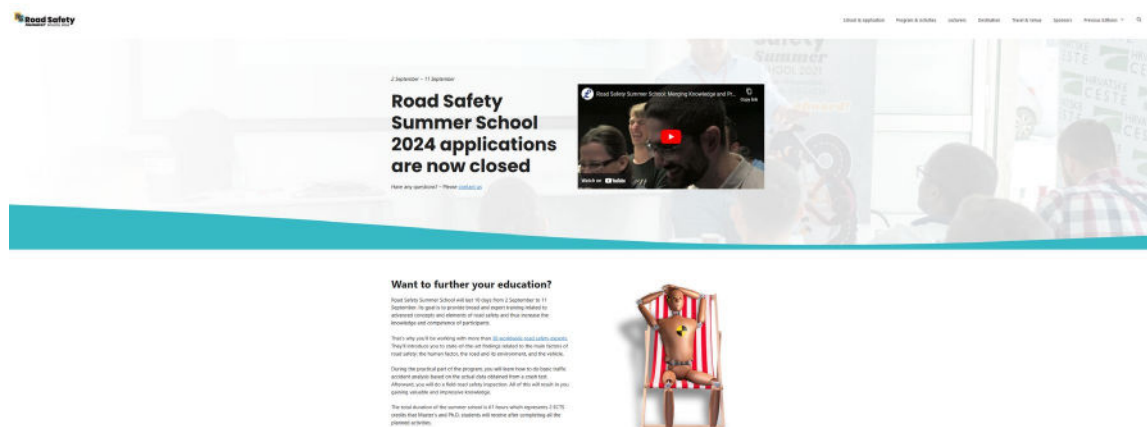 Road Safety
School & Application Program & activities Lecturers Destination Travel & Venue Sponsors Previous Editions
Safety
Summer
SCHOOL 2021
HRVATSKE
CESTE
2 September – 11 September
Road Safety
Summer School
2024 applications
are now closed
Have any questions? – Please contact us
Road Safety Summer School: Merging Knowledge and Pr...
Copy link
Watch on YouTube
Want to further your education?
Road Safety Summer School will last 10 days from 2 September to 11
September. Its goal is to provide broad and expert training related to
advanced concepts and elements of road safety and thus increase the
knowledge and competence of participants.
That's why you'll be working with more than 30 worldwide road safety experts.
They'll introduce you to state-of-the-art findings related to the main factors of
road safety: the human factor, the road and its environment, and the vehicle.
During the practical part of the program, you will learn how to do basic traffic
accident analysis based on the actual data obtained from a crash test.
Afterward, you will do a field road safety inspection. All of this will result in you
gaining valuable and impressive knowledge.
The total duration of the summer school is 61 hours which represents 2 ECTS
credits that Master's and Ph.D. students will receive after completing all the
planned activities.